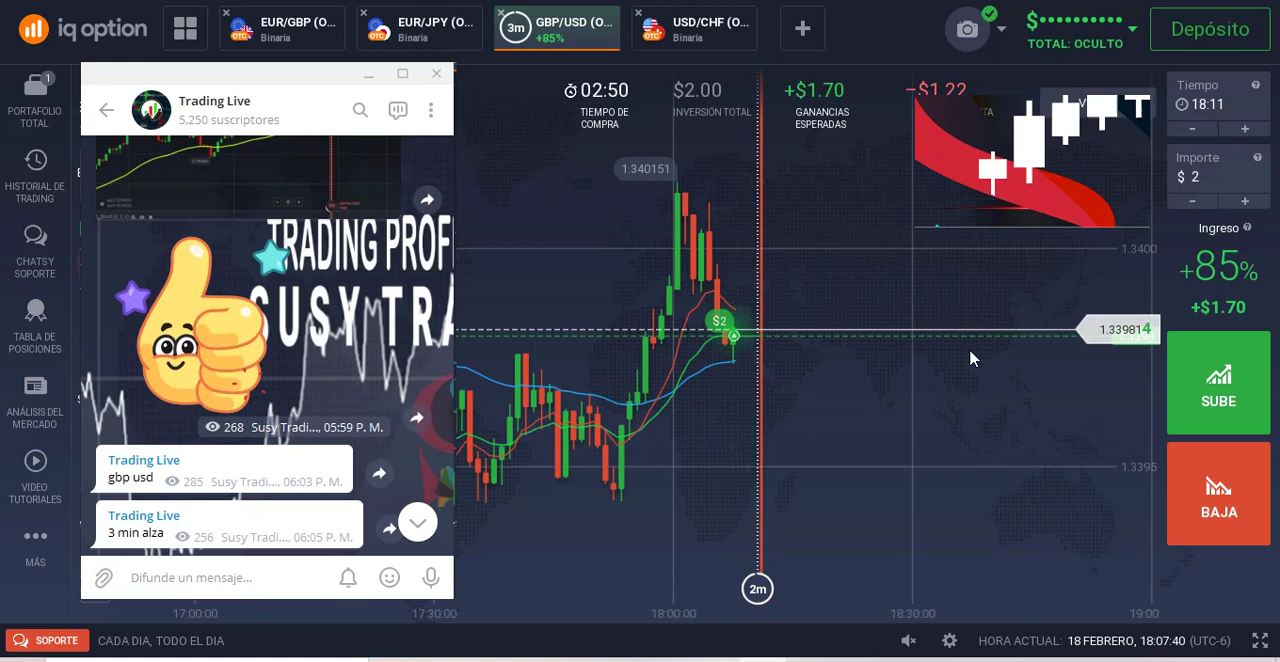 iq option
EUR/GBP (O...
Binaria
EUR/JPY (O...
Binaria
3m
GBP/USD (O...
+85%
USD/CHF (O...
Binaria
$••••••••••
TOTAL: OCULTO
Depósito
1
PORTAFOLIO
TOTAL
HISTORIAL DE
TRADING
CHATS Y
SOPORTE
TABLA DE
POSICIONES
ANÁLISIS DEL
MERCADO
VIDEO
TUTORIALES
MÁS
Trading Live
5,250 suscriptores
TRADING PROF
SUSY TRA
268 Susy Tradi..., 05:59 P. M.
Trading Live
gbp usd
285 Susy Tradi..., 06:03 P. M.
Trading Live
3 min alza
256 Susy Tradi..., 06:05 P. M.
Difunde un mensaje...
02:50
TIEMPO DE
COMPRA
$2.00
INVERSIÓN TOTAL
+$1.70
GANANCIAS
ESPERADAS
−$1.22
1.340151
1.3400
$2
1.339814
1.3395
2m
17:00:00
17:30:00
18:00:00
18:30:00
19:00
Tiempo
18:11
-
+
Importe
$ 2
-
+
Ingreso
+85%
+$1.70
SUBE
BAJA
SOPORTE
CADA DIA, TODO EL DIA
HORA ACTUAL: 18 FEBRERO, 18:07:40 (UTC-6)